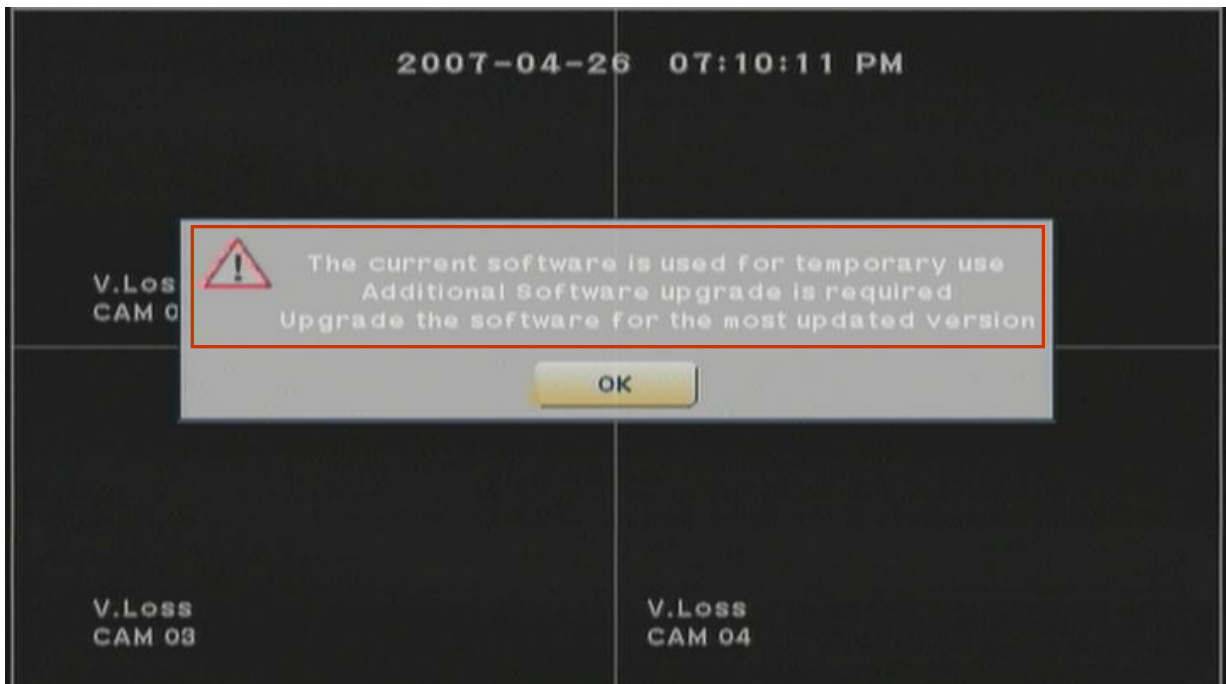 2007-04-26 07:10:11 PM
The current software is used for temporary use
Additional Software upgrade is required
Upgrade the software for the most updated version
OK
V.Los
CAM 0
V.Loss
CAM 03
V.Loss
CAM 04